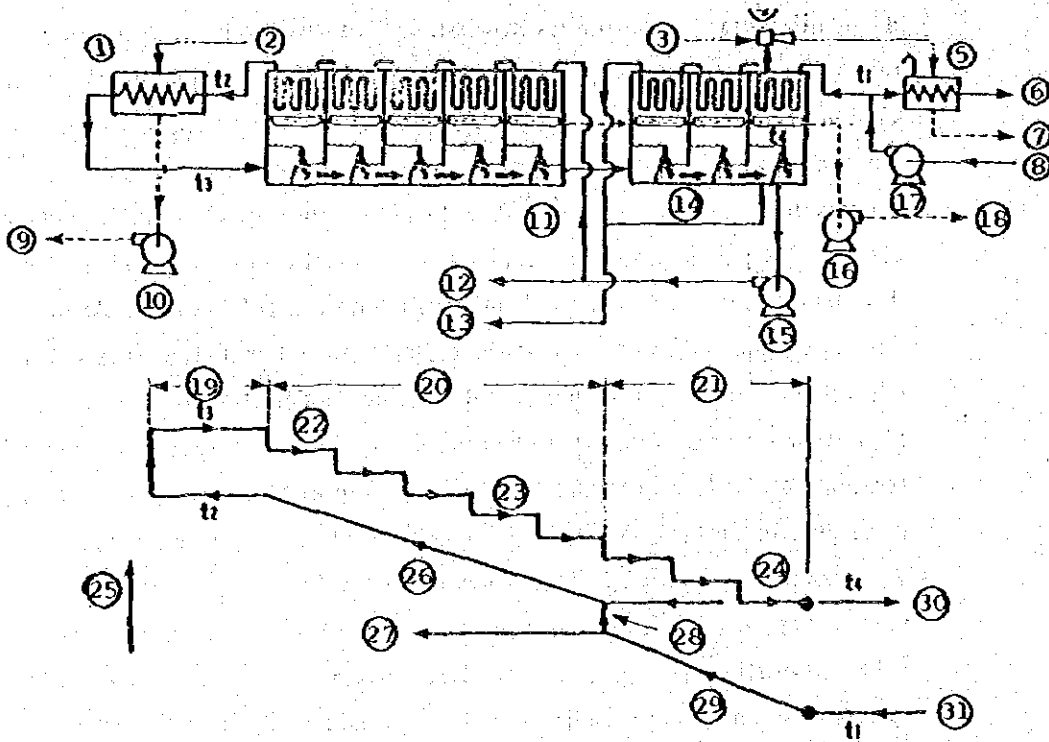 ① ② ③ ④ ⑤
t₂ t₁ ⑥
⑦
t₄
⑧
t₃
⑪ ⑭ ⑰
⑨ ⑱
⑯
⑩ ⑫
⑬ ⑮
⑲ ⑳ ㉑
t₃
㉒
㉓
t₂
㉔
㉕ ㉖ t₄ ㉚
㉗ ㉘
㉙
t₁ ㉛